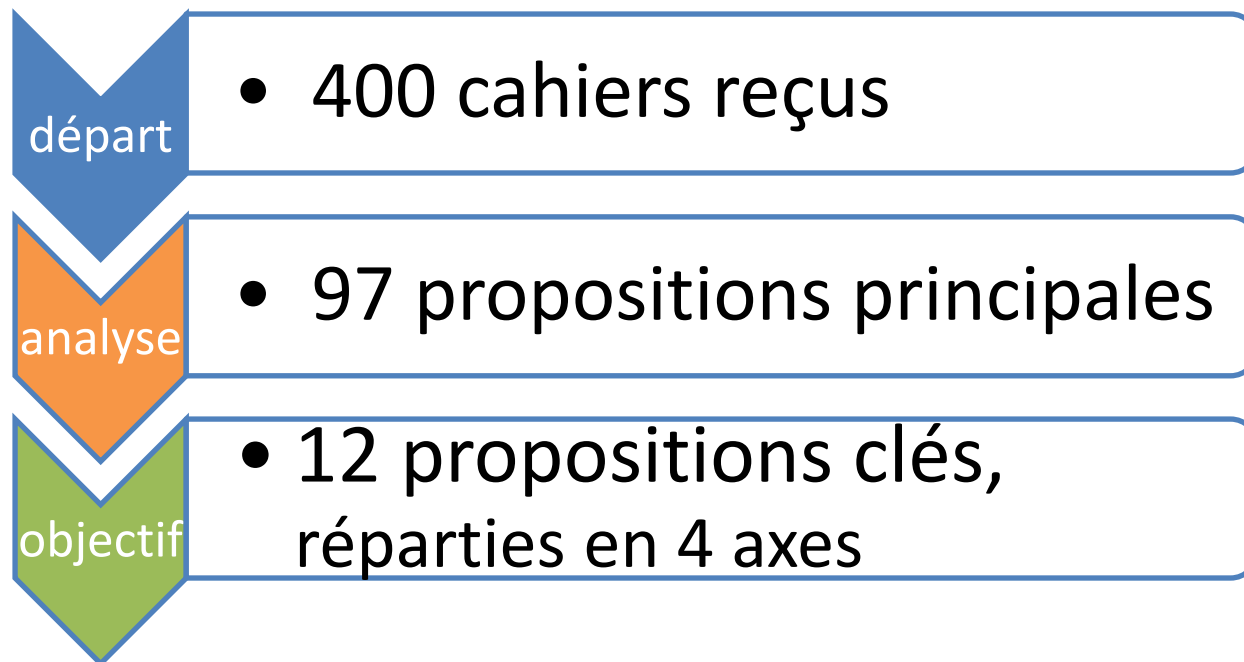 départ
• 400 cahiers reçus
analyse
• 97 propositions principales
objectif
• 12 propositions clés,
réparties en 4 axes